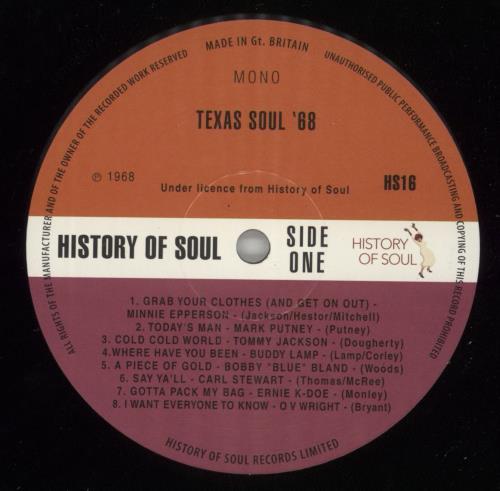 MADE IN Gt. BRITAIN
ALL RIGHTS OF THE MANUFACTURER AND OF THE OWNER OF THE RECORDED WORK RESERVED
UNAUTHORISED PUBLIC PERFORMANCE BROADCASTING AND COPYING OF THIS RECORD PROHIBITED
MONO
TEXAS SOUL '68
℗ 1968
Under licence from History of Soul
HS16
HISTORY OF SOUL
SIDE
ONE
HISTORY
OF SOUL
1. GRAB YOUR CLOTHES (AND GET ON OUT) -
MINNIE EPPERSON - (Jackson/Hestor/Mitchell)
2. TODAY'S MAN - MARK PUTNEY - (Putney)
3. COLD COLD WORLD - TOMMY JACKSON - (Dougherty)
4.WHERE HAVE YOU BEEN - BUDDY LAMP - (Lamp/Corley)
5. A PIECE OF GOLD - BOBBY "BLUE" BLAND - (Woods)
6. SAY YA'LL - CARL STEWART - (Thomas/McRee)
7. GOTTA PACK MY BAG - ERNIE K-DOE - (Monley)
8. I WANT EVERYONE TO KNOW - O V WRIGHT - (Bryant)
HISTORY OF SOUL RECORDS LIMITED